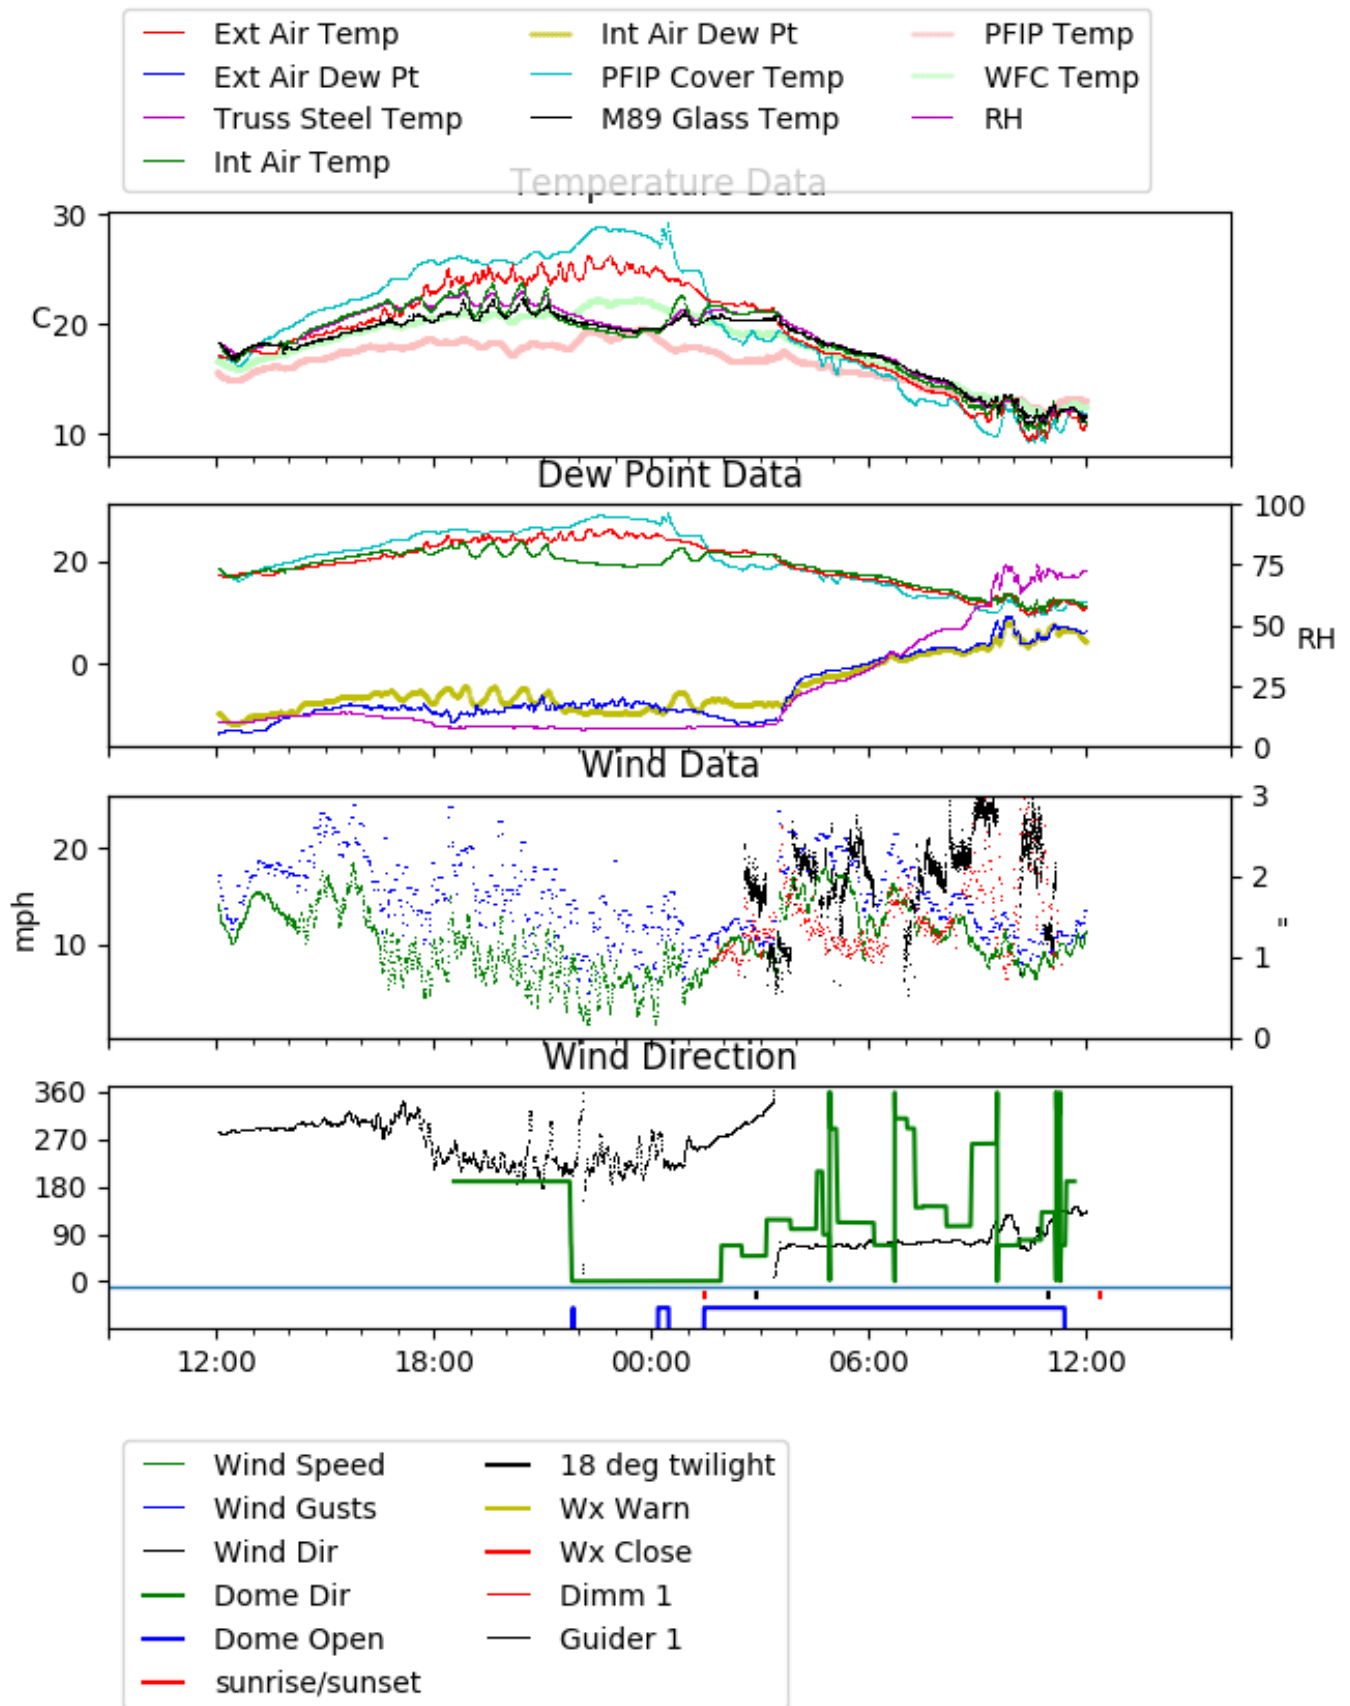 Ext Air Temp Int Air Dew Pt PFIP Temp
Ext Air Dew Pt PFIP Cover Temp WFC Temp
Truss Steel Temp M89 Glass Temp RH
Int Air Temp
Temperature Data
30
C 20
10
Dew Point Data
100
20 75
50
0 RH
25
0
Wind Data
3
20
2
mph "
10 1
0
Wind Direction
360
270
180
90
0
12:00 18:00 00:00 06:00 12:00
Wind Speed 18 deg twilight
Wind Gusts Wx Warn
Wind Dir Wx Close
Dome Dir Dimm 1
Dome Open Guider 1
sunrise/sunset